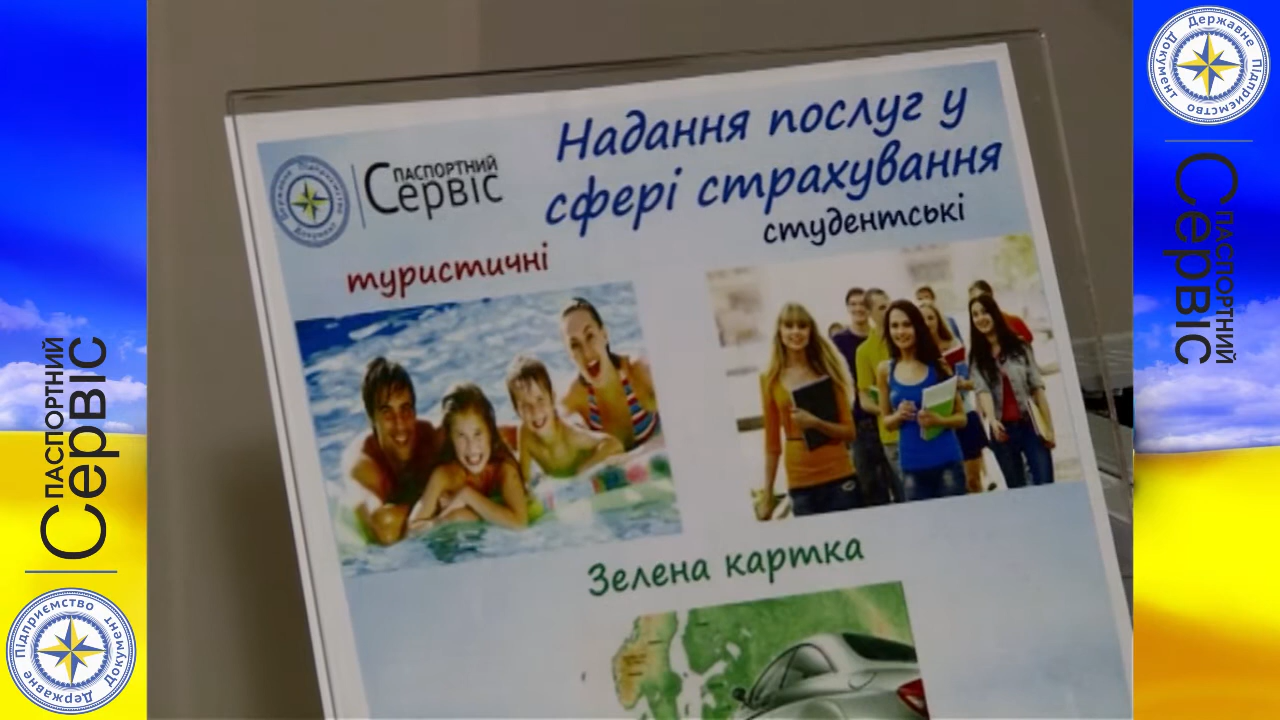 Надання послуг у
сфері страхування
ПАСПОРТНИЙ
Сервіс
туристичні
студентські
Зелена картка
ПАСПОРТНИЙ
Сервіс
Державне Підприємство Документ
ПАСПОРТНИЙ
Сервіс
Державне Підприємство Документ